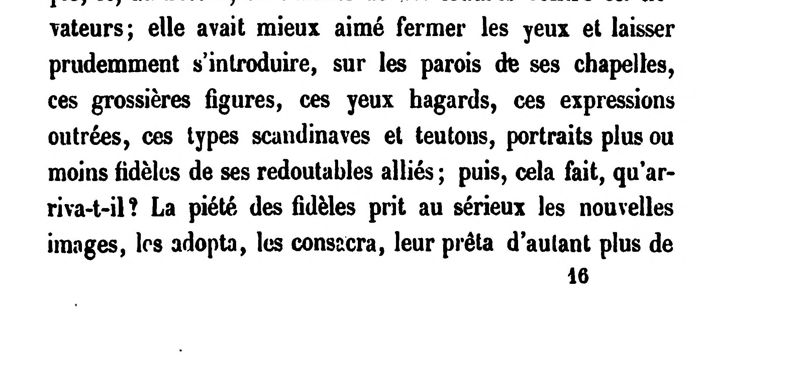 vateurs; elle avait mieux aimé fermer les yeux et laisser
prudemment s'introduire, sur les parois de ses chapelles,
ces grossières figures, ces yeux hagards, ces expressions
outrées, ces types scandinaves et teutons, portraits plus ou
moins fidèles de ses redoutables alliés; puis, cela fait, qu'ar-
riva-t-il? La piété des fidèles prit au sérieux les nouvelles
images, les adopta, les consacra, leur prêta d'autant plus de
16